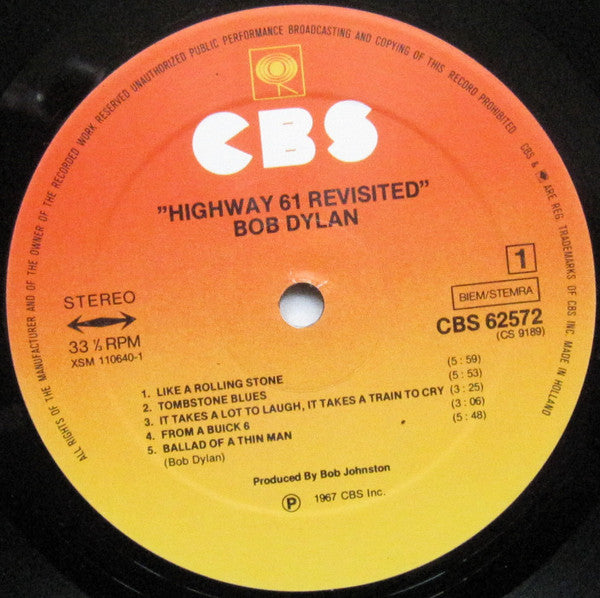 ALL RIGHTS OF THE MANUFACTURER AND OF THE OWNER OF THE RECORDED WORK RESERVED UNAUTHORIZED PUBLIC PERFORMANCE BROADCASTING AND COPYING OF THIS RECORD PROHIBITED
CBS & ARE REG. TRADEMARKS OF CBS INC. MADE IN HOLLAND
CBS
”HIGHWAY 61 REVISITED”
BOB DYLAN
1
STEREO
BIEM/STEMRA
33 ⅓ RPM
CBS 62572
XSM 110640-1
(CS 9189)
1. LIKE A ROLLING STONE (5 : 59)
2. TOMBSTONE BLUES (5 : 53)
3. IT TAKES A LOT TO LAUGH, IT TAKES A TRAIN TO CRY (3 : 25)
4. FROM A BUICK 6 (3 : 06)
5. BALLAD OF A THIN MAN (5 : 48)
(Bob Dylan)
Produced By Bob Johnston
℗ 1967 CBS Inc.